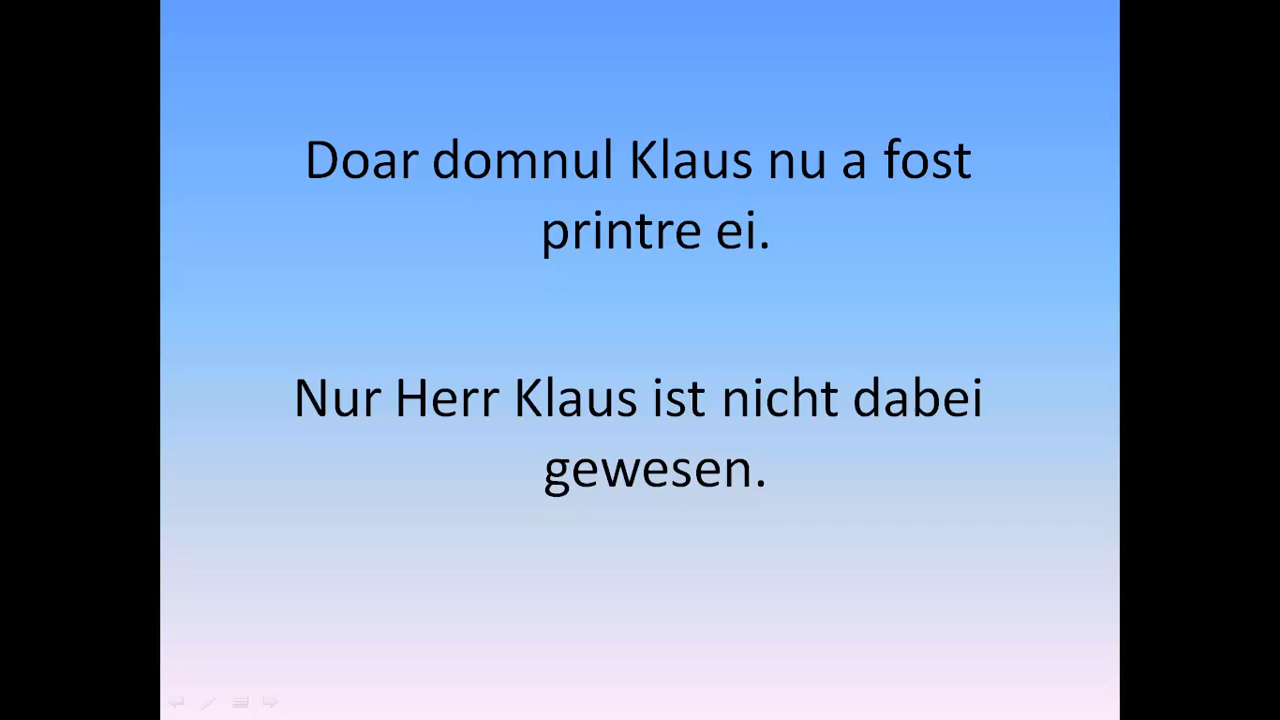 Doar domnul Klaus nu a fost
printre ei.
Nur Herr Klaus ist nicht dabei
gewesen.